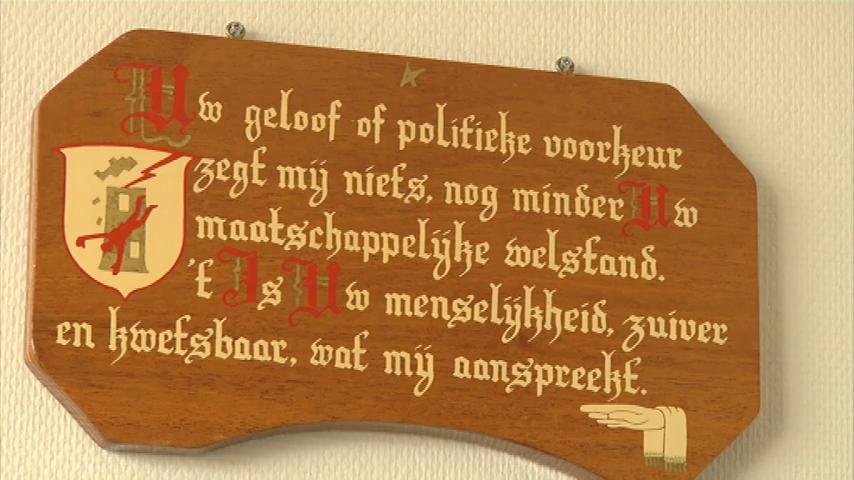 Uw geloof of politieke voorkeur
zegt mij niets, nog minder Uw
maatschappelijke welstand.
't Is Uw menselijkheid, zuiver
en kwetsbaar, wat mij aanspreekt.